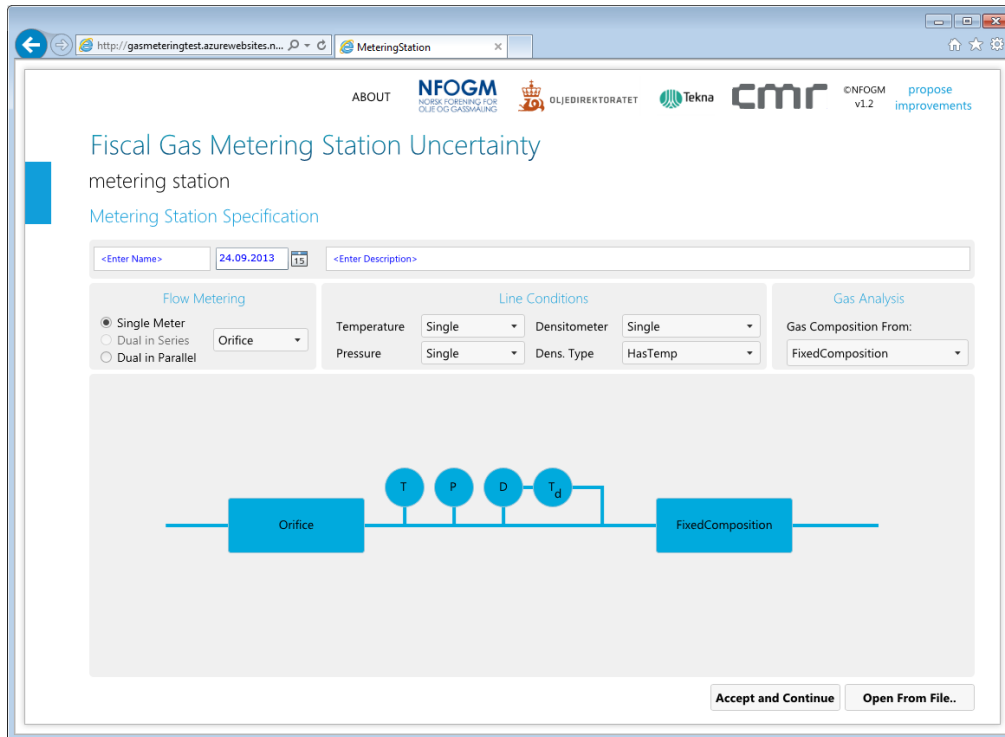 http://gasmeteringtest.azurewebsites.n...
MeteringStation
ABOUT
NFOGM
NORSK FORENING FOR
OLJE OG GASSMÅLING
OLJEDIREKTORATET
Tekna
cmr
©NFOGM
v1.2
propose
improvements
Fiscal Gas Metering Station Uncertainty
metering station
Metering Station Specification
<Enter Name>
24.09.2013
15
<Enter Description>
Flow Metering
Single Meter
Dual in Series
Dual in Parallel
Orifice
Line Conditions
Temperature Single Densitometer Single
Pressure Single Dens. Type HasTemp
Gas Analysis
Gas Composition From:
FixedComposition
T P D Td
Orifice
FixedComposition
Accept and Continue
Open From File..